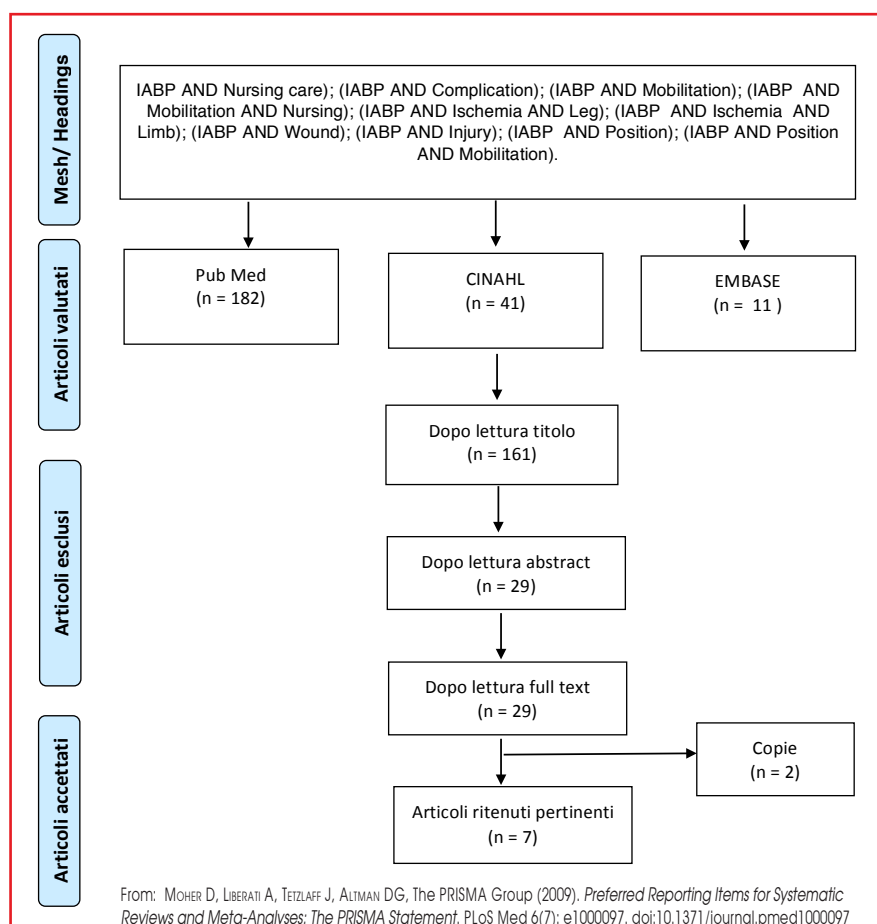 Mesh/ Headings
IABP AND Nursing care); (IABP AND Complication); (IABP AND Mobilitation); (IABP AND
Mobilitation AND Nursing); (IABP AND Ischemia AND Leg); (IABP AND Ischemia AND
Limb); (IABP AND Wound); (IABP AND Injury); (IABP AND Position); (IABP AND Position
AND Mobilitation).
Articoli valutati
Pub Med
(n = 182)
CINAHL
(n = 41)
EMBASE
(n = 11 )
Dopo lettura titolo
(n = 161)
Articoli esclusi
Dopo lettura abstract
(n = 29)
Dopo lettura full text
(n = 29)
Articoli accettati
Copie
(n = 2)
Articoli ritenuti pertinenti
(n = 7)
From: MOHER D, LIBERATI A, TETZLAFF J, ALTMAN DG, The PRISMA Group (2009). Preferred Reporting Items for Systematic
Reviews and Meta-Analyses: The PRISMA Statement. PLoS Med 6(7): e1000097. doi:10.1371/journal.pmed1000097